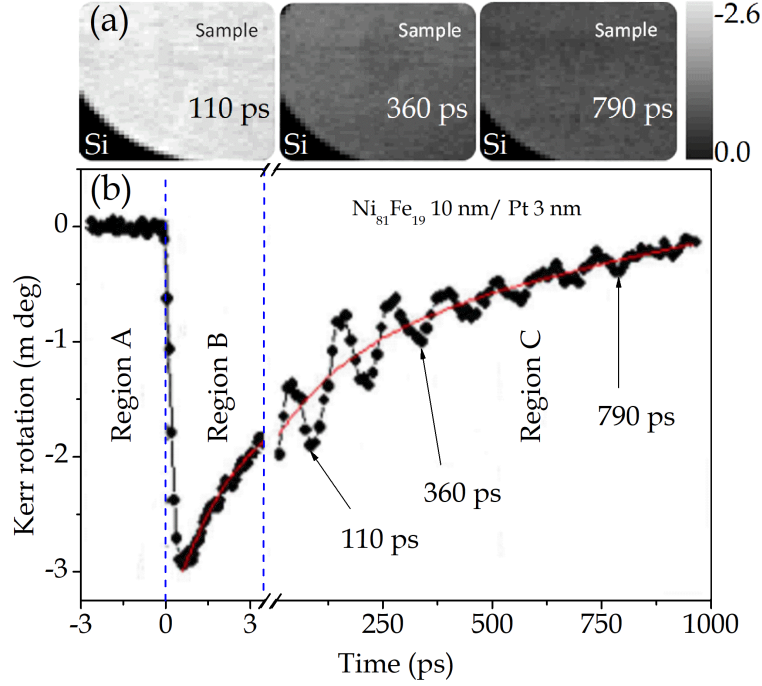 (a)
Sample
110 ps
Si
Sample
360 ps
Si
Sample
790 ps
Si
-2.6
0.0
(b)
Ni81Fe19 10 nm/ Pt 3 nm
Region A
Region B
Region C
110 ps
360 ps
790 ps
0
-1
-2
-3
Kerr rotation (m deg)
-3 0 3 250 500 750 1000
Time (ps)